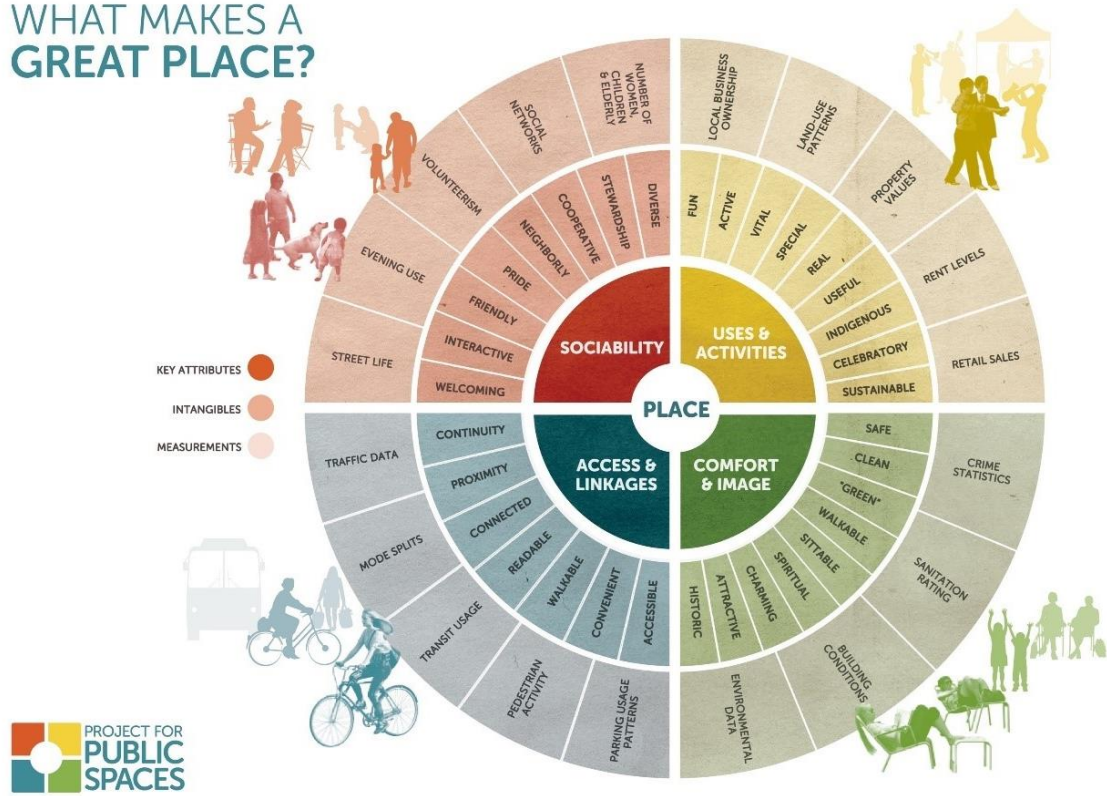 WHAT MAKES A
GREAT PLACE?
KEY ATTRIBUTES
INTANGIBLES
MEASUREMENTS
PLACE
SOCIABILITY
USES &
ACTIVITIES
ACCESS &
LINKAGES
COMFORT
& IMAGE
WELCOMING
INTERACTIVE
FRIENDLY
PRIDE
NEIGHBORLY
COOPERATIVE
STEWARDSHIP
DIVERSE
FUN
ACTIVE
VITAL
SPECIAL
REAL
USEFUL
INDIGENOUS
CELEBRATORY
SUSTAINABLE
SAFE
CLEAN
"GREEN"
WALKABLE
SITTABLE
SPIRITUAL
CHARMING
ATTRACTIVE
HISTORIC
ACCESSIBLE
CONVENIENT
WALKABLE
READABLE
CONNECTED
PROXIMITY
CONTINUITY
STREET LIFE
EVENING USE
VOLUNTEERISM
SOCIAL
NETWORKS
NUMBER OF
WOMEN,
CHILDREN
& ELDERLY
LOCAL BUSINESS
OWNERSHIP
LAND-USE
PATTERNS
PROPERTY
VALUES
RENT LEVELS
RETAIL SALES
CRIME
STATISTICS
SANITATION
RATING
BUILDING
CONDITIONS
ENVIRONMENTAL
DATA
PARKING USAGE
PATTERNS
PEDESTRIAN
ACTIVITY
TRANSIT USAGE
MODE SPLITS
TRAFFIC DATA
PROJECT FOR
PUBLIC
SPACES